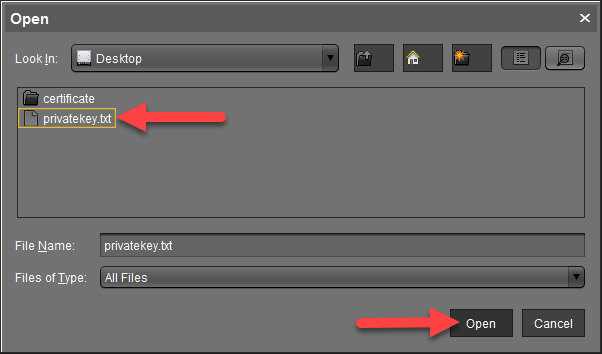 Open
Look In: Desktop
certificate
privatekey.txt
File Name: privatekey.txt
Files of Type: All Files
Open Cancel